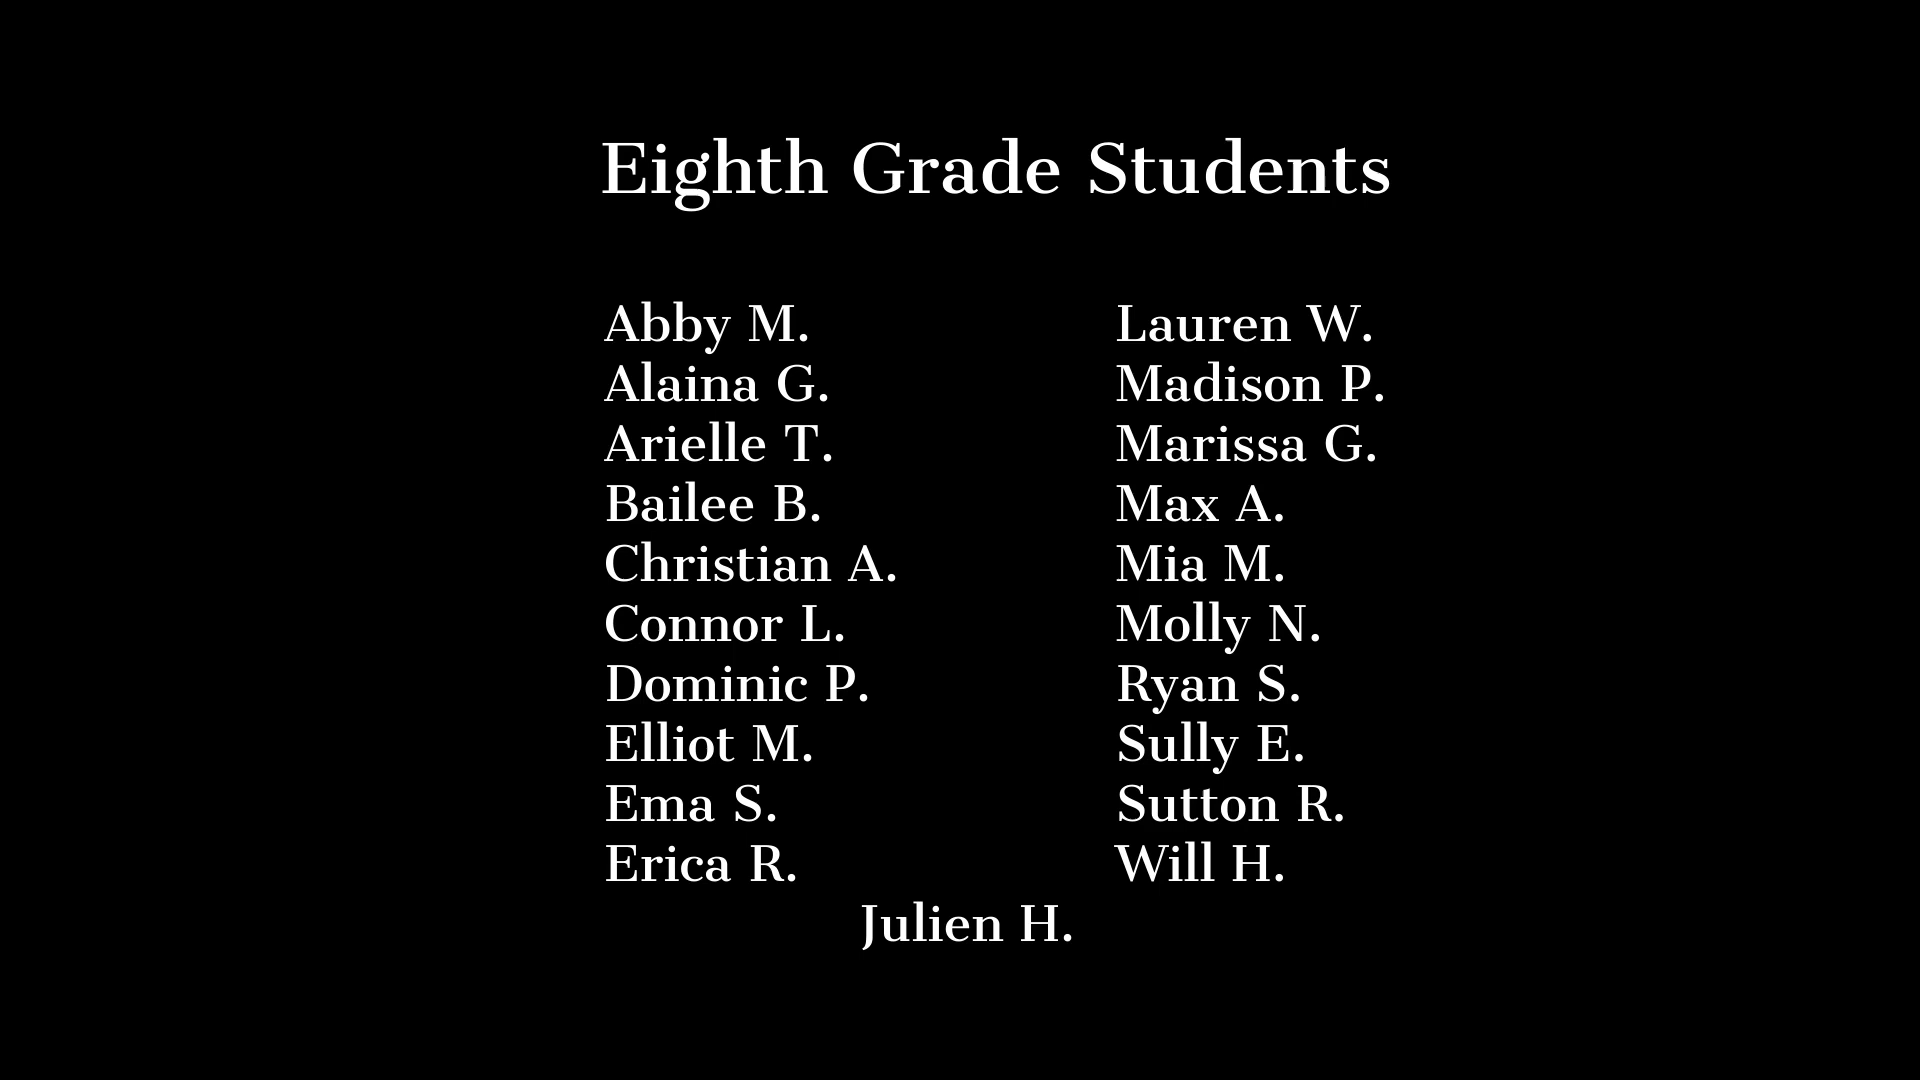 Eighth Grade Students
Abby M.
Alaina G.
Arielle T.
Bailee B.
Christian A.
Connor L.
Dominic P.
Elliot M.
Ema S.
Erica R.
Lauren W.
Madison P.
Marissa G.
Max A.
Mia M.
Molly N.
Ryan S.
Sully E.
Sutton R.
Will H.
Julien H.